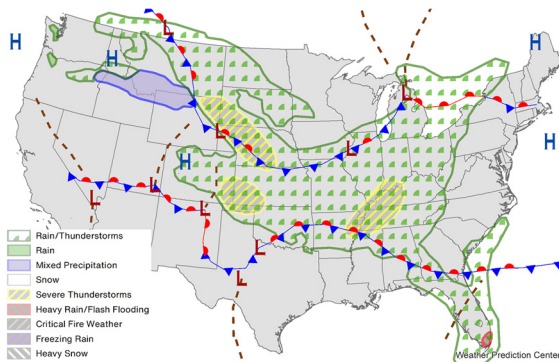 L
H
H
H
H
L
L
L
H
L
L
L
L
L
Rain/Thunderstorms
Rain
Mixed Precipitation
Snow
Severe Thunderstorms
Heavy Rain/Flash Flooding
Critical Fire Weather
Freezing Rain
Heavy Snow
Weather Prediction Center